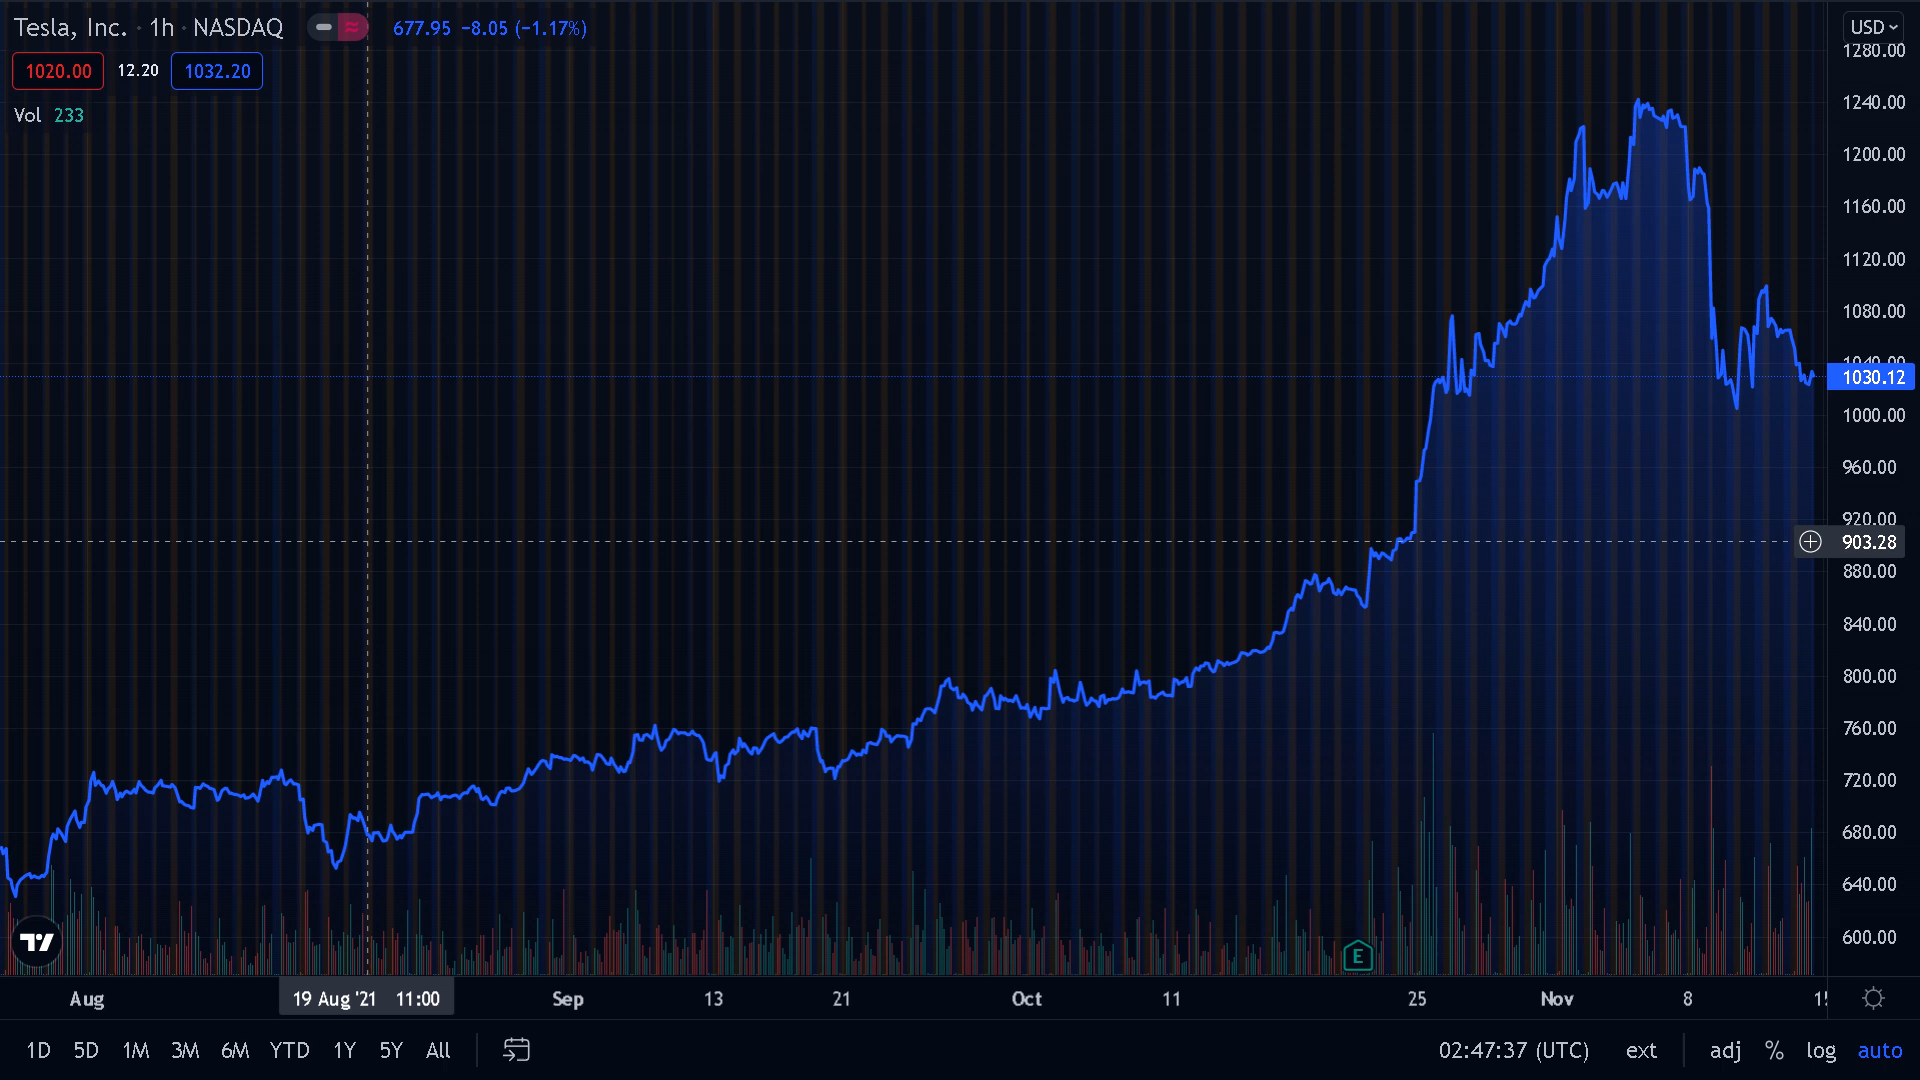 Tesla, Inc. · 1h · NASDAQ 677.95 −8.05 (−1.17%)
1020.00 12.20 1032.20
Vol 233
USD
1280.00
1240.00
1200.00
1160.00
1120.00
1080.00
1040.00
1030.12
1000.00
960.00
920.00
903.28
880.00
840.00
800.00
760.00
720.00
680.00
640.00
600.00
E
Aug 19 Aug '21 11:00 Sep 13 21 Oct 11 25 Nov 8
1D 5D 1M 3M 6M YTD 1Y 5Y All 02:47:37 (UTC) ext adj % log auto